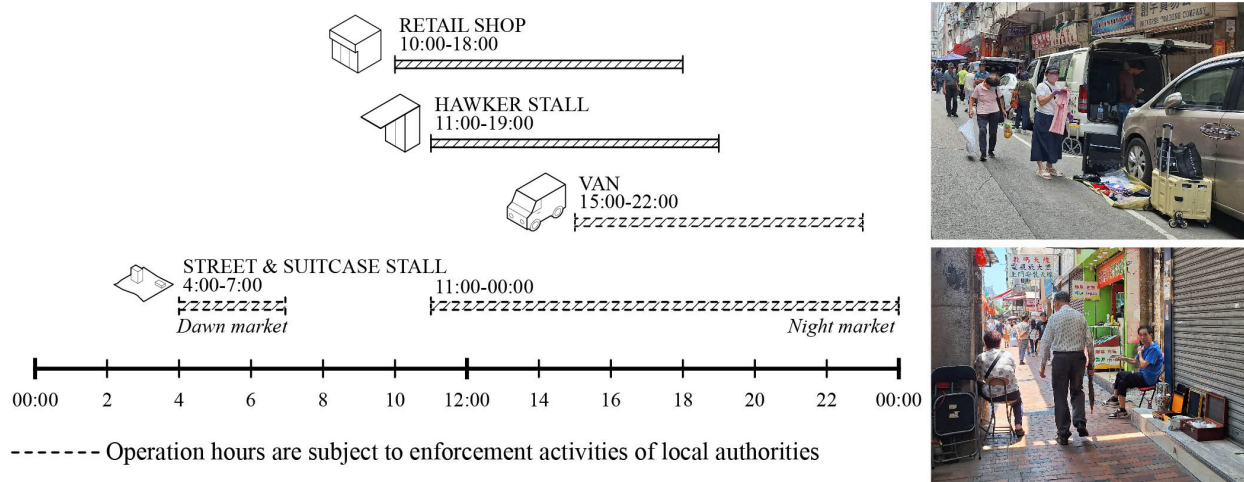 RETAIL SHOP
10:00-18:00
HAWKER STALL
11:00-19:00
VAN
15:00-22:00
STREET & SUITCASE STALL
4:00-7:00
11:00-00:00
Dawn market
Night market
00:00 2 4 6 8 10 12:00 14 16 18 20 22 00:00
Operation hours are subject to enforcement activities of local authorities